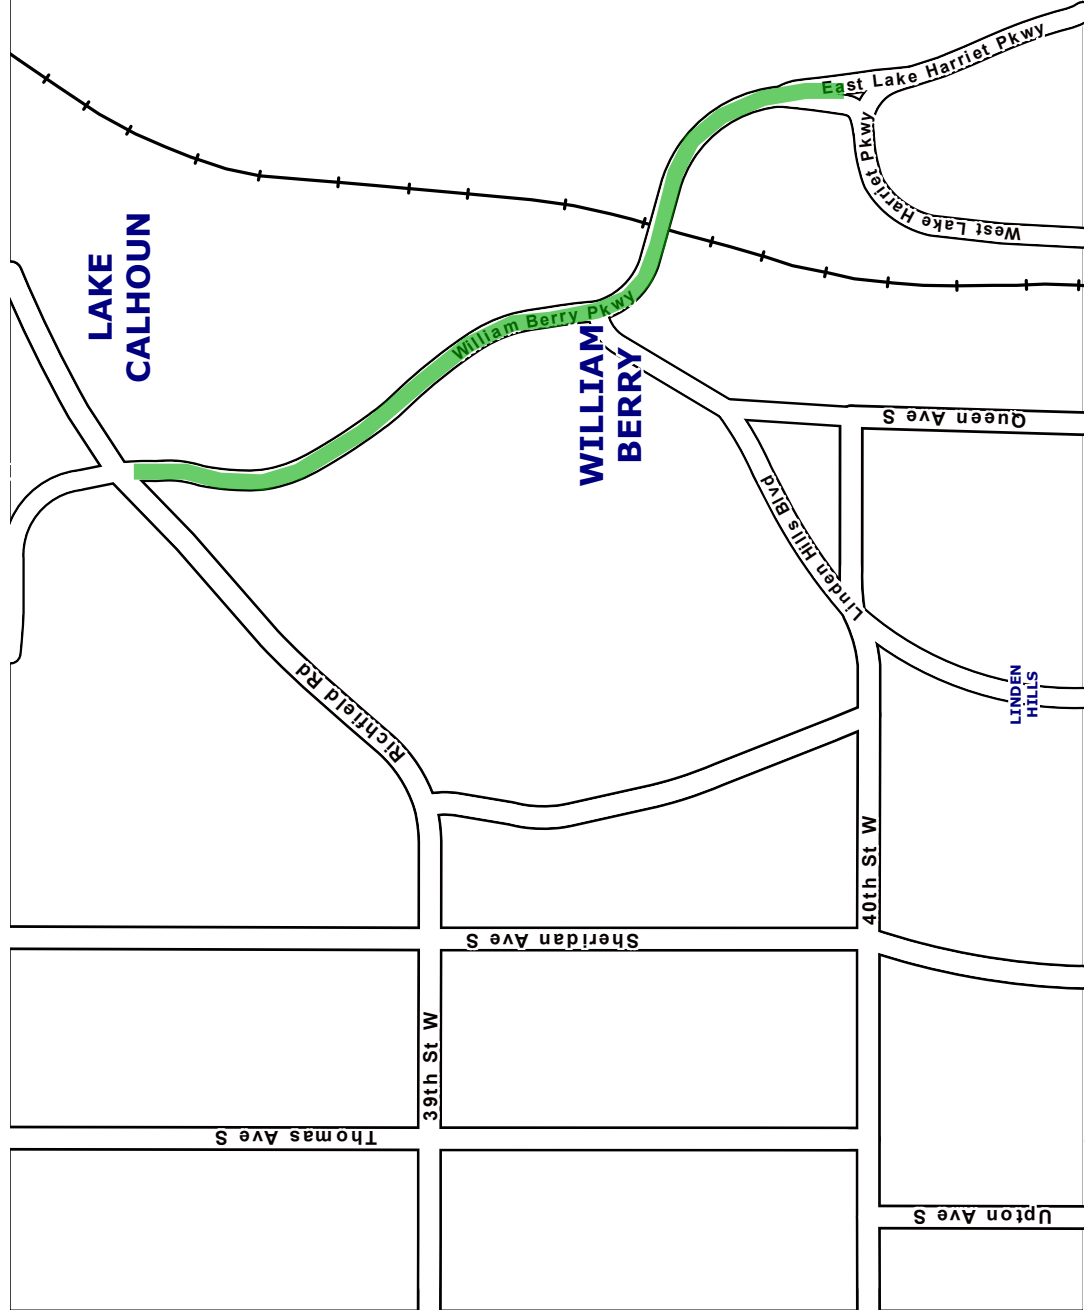 East Lake Harriet Pkwy
West Lake Harriet Pkwy
LAKE
CALHOUN
William Berry Pkwy
WILLIAM
BERRY
Queen Ave S
Linden Hills Blvd
LINDEN
HILLS
Richfield Rd
40th St W
Sheridan Ave S
39th St W
Thomas Ave S
Upton Ave S